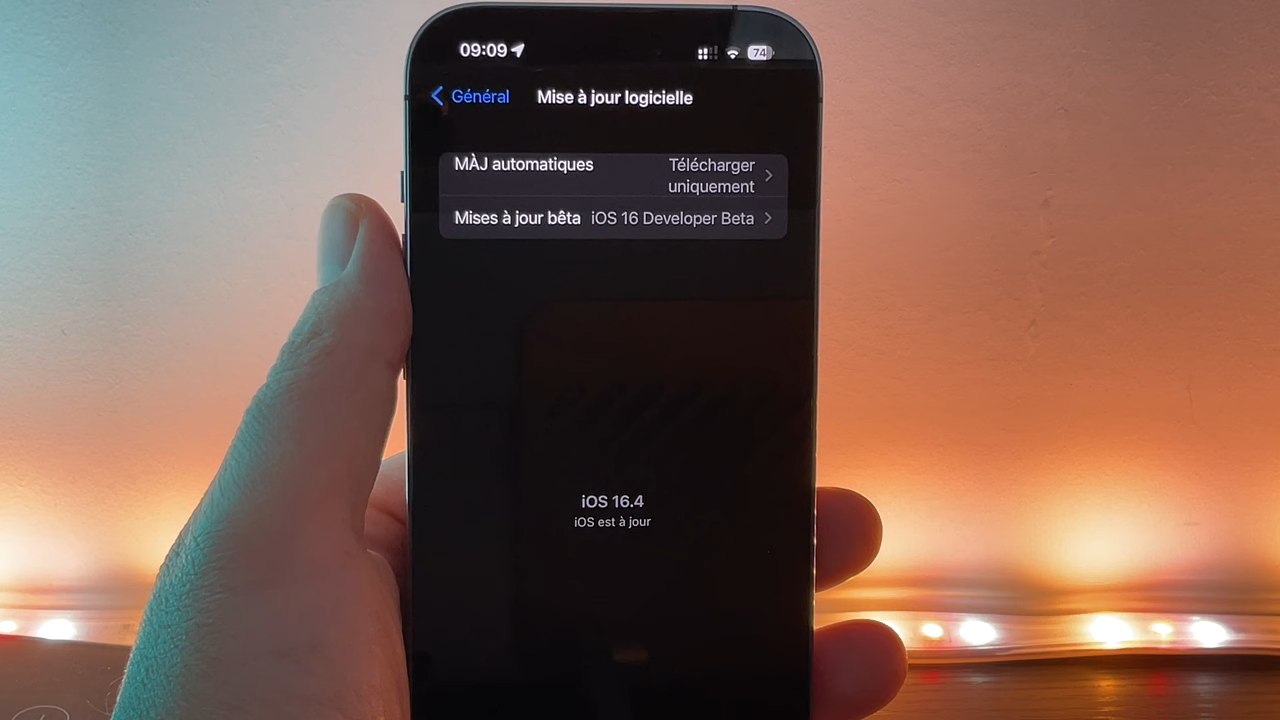 09:09
74
Général
Mise à jour logicielle
MÀJ automatiques
Télécharger
uniquement
Mises à jour bêta
iOS 16 Developer Beta
iOS 16.4
iOS est à jour